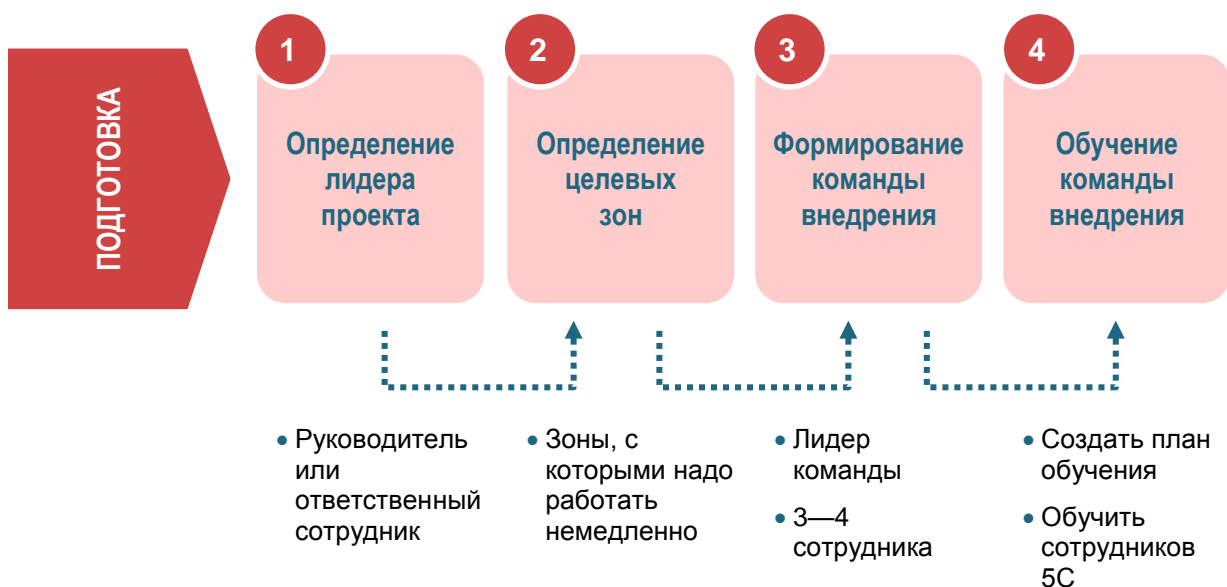 ПОДГОТОВКА
1
Определение
лидера
проекта
2
Определение
целевых
зон
3
Формирование
команды
внедрения
4
Обучение
команды
внедрения
• Руководитель
или
ответственный
сотрудник
• Зоны, с
которыми надо
работать
немедленно
• Лидер
команды
• 3—4
сотрудника
• Создать план
обучения
• Обучить
сотрудников
5С